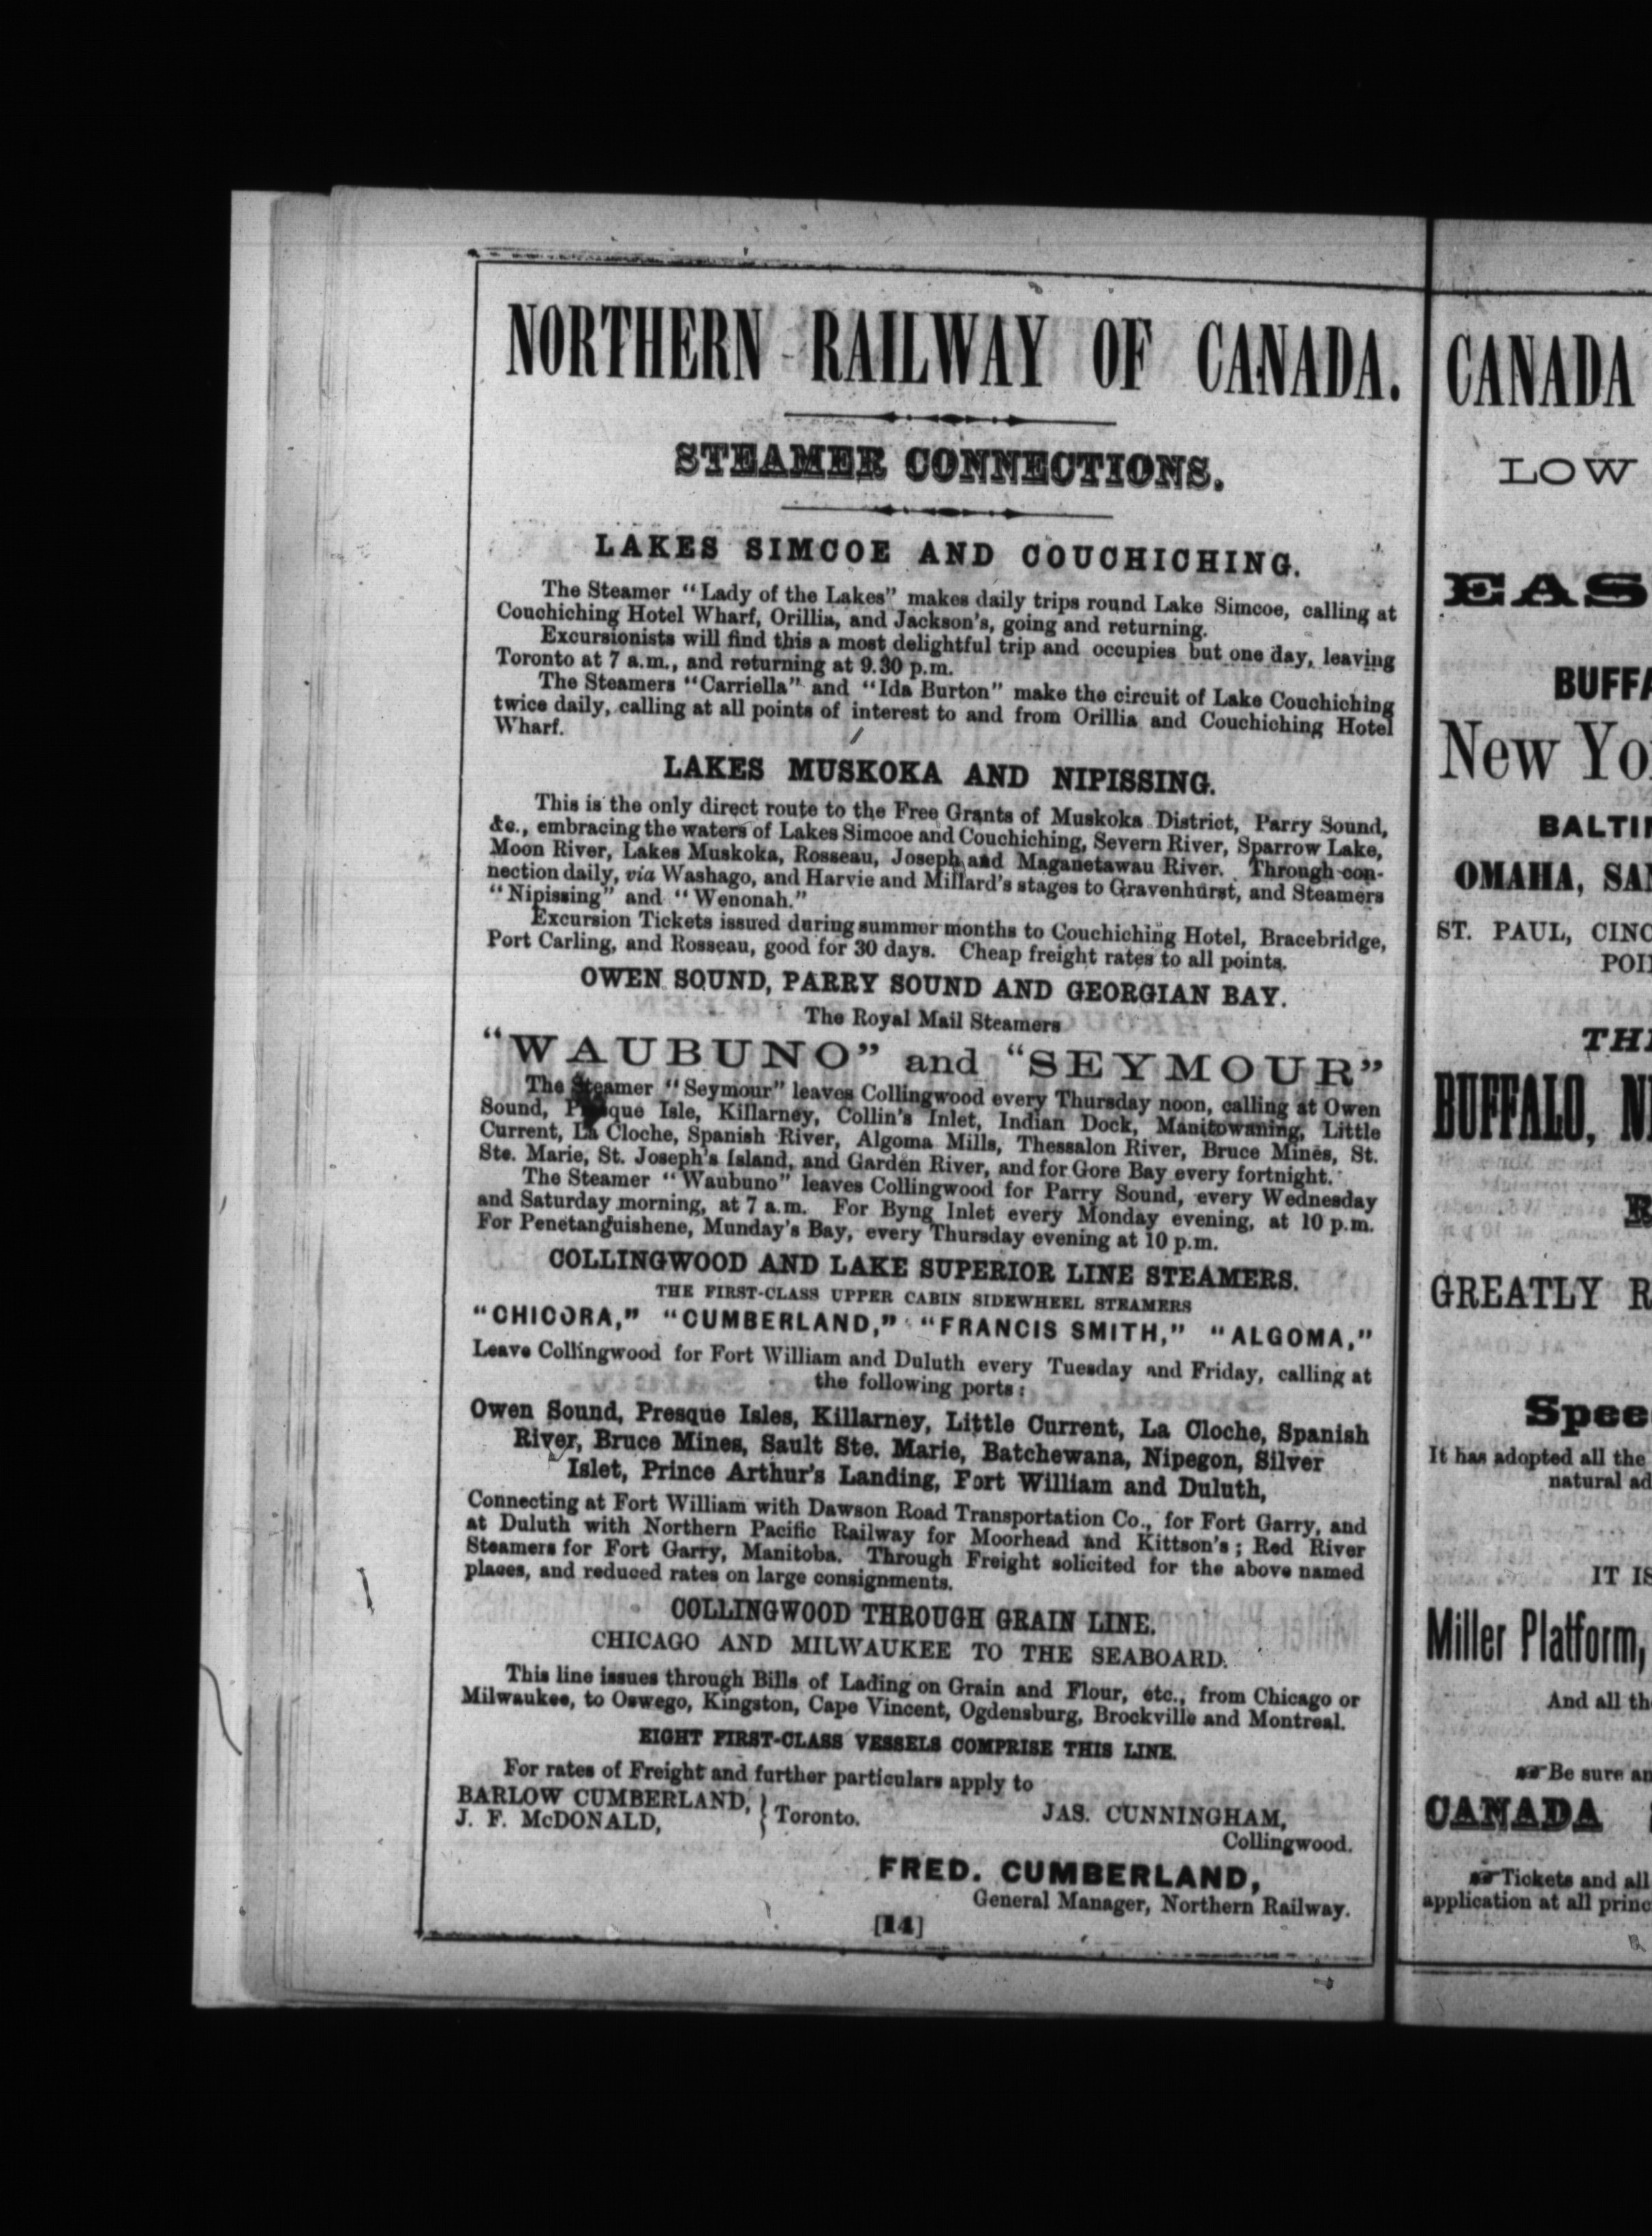 NORTHERN RAILWAY OF CANADA.
STEAMER CONNECTIONS.
LAKES SIMCOE AND COUCHICHING.
The Steamer "Lady of the Lakes" makes daily trips round Lake Simcoe, calling at
Couchiching Hotel Wharf, Orillia, and Jackson's, going and returning.
Excursionists will find this a most delightful trip and occupies but one day, leaving
Toronto at 7 a.m., and returning at 9.30 p.m.
The Steamers "Carriella" and "Ida Burton" make the circuit of Lake Couchiching
twice daily, calling at all points of interest to and from Orillia and Couchiching Hotel
Wharf.
LAKES MUSKOKA AND NIPISSING.
This is the only direct route to the Free Grants of Muskoka District, Parry Sound,
&c., embracing the waters of Lakes Simcoe and Couchiching, Severn River, Sparrow Lake,
Moon River, Lakes Muskoka, Rosseau, Joseph and Maganetawau River. Through con-
nection daily, via Washago, and Harvie and Millard's stages to Gravenhurst, and Steamers
"Nipissing" and "Wenonah."
Excursion Tickets issued during summer months to Couchiching Hotel, Bracebridge,
Port Carling, and Rosseau, good for 30 days. Cheap freight rates to all points.
OWEN SOUND, PARRY SOUND AND GEORGIAN BAY.
The Royal Mail Steamers
"WAUBUNO" and "SEYMOUR"
The Steamer "Seymour" leaves Collingwood every Thursday noon, calling at Owen
Sound, Presque Isle, Killarney, Collin's Inlet, Indian Dock, Manitowaning, Little
Current, La Cloche, Spanish River, Algoma Mills, Thessalon River, Bruce Mines, St.
Ste. Marie, St. Joseph's Island, and Garden River, and for Gore Bay every fortnight.
The Steamer "Waubuno" leaves Collingwood for Parry Sound, every Wednesday
and Saturday morning, at 7 a.m. For Byng Inlet every Monday evening, at 10 p.m.
For Penetanguishene, Munday's Bay, every Thursday evening at 10 p.m.
COLLINGWOOD AND LAKE SUPERIOR LINE STEAMERS.
THE FIRST-CLASS UPPER CABIN SIDEWHEEL STEAMERS
"CHICORA," "CUMBERLAND," "FRANCIS SMITH," "ALGOMA,"
Leave Collingwood for Fort William and Duluth every Tuesday and Friday, calling at
the following ports:
Owen Sound, Presque Isles, Killarney, Little Current, La Cloche, Spanish
River, Bruce Mines, Sault Ste. Marie, Batchewana, Nipegon, Silver
Islet, Prince Arthur's Landing, Fort William and Duluth,
Connecting at Fort William with Dawson Road Transportation Co., for Fort Garry, and
at Duluth with Northern Pacific Railway for Moorhead and Kittson's; Red River
Steamers for Fort Garry, Manitoba. Through Freight solicited for the above named
places, and reduced rates on large consignments.
COLLINGWOOD THROUGH GRAIN LINE.
CHICAGO AND MILWAUKEE TO THE SEABOARD.
This line issues through Bills of Lading on Grain and Flour, etc., from Chicago or
Milwaukee, to Oswego, Kingston, Cape Vincent, Ogdensburg, Brockville and Montreal.
EIGHT FIRST-CLASS VESSELS COMPRISE THIS LINE.
For rates of Freight and further particulars apply to
BARLOW CUMBERLAND,
J. F. McDONALD, } Toronto. JAS. CUNNINGHAM,
Collingwood.
FRED. CUMBERLAND,
General Manager, Northern Railway.
[14]
CANADA
LOW
EAS
BUFFA
New Yo
BALTI
OMAHA, SA
ST. PAUL, CINC
POI
TH
BUFFALO, N
GREATLY R
Spee
It has adopted all the
natural ad
IT IS
Miller Platform,
And all th
Be sure an
CANADA
Tickets and all
application at all princ